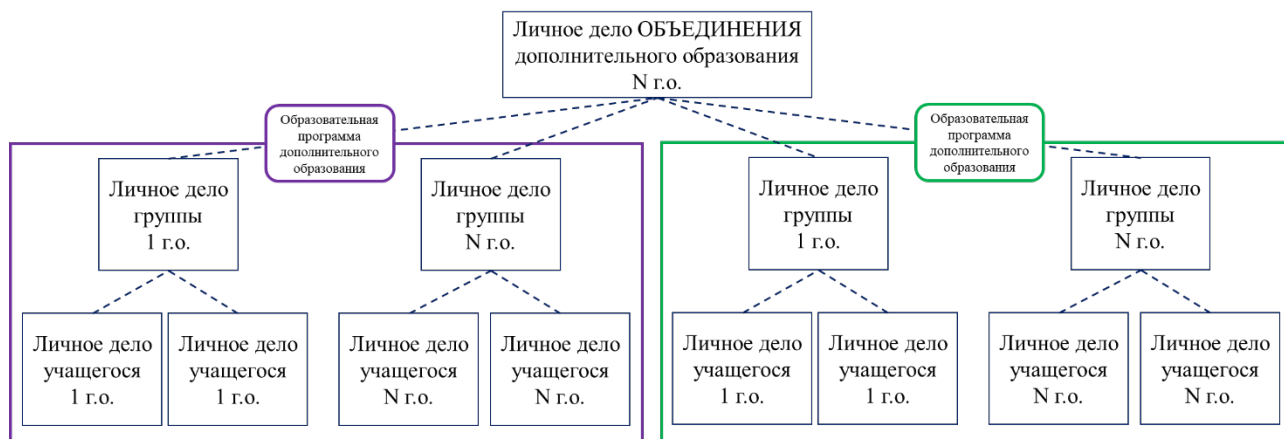 Личное дело ОБЪЕДИНЕНИЯ
дополнительного образования
N г.о.
Образовательная
программа
дополнительного
образования
Образовательная
программа
дополнительного
образования
Личное дело
группы
1 г.о.
Личное дело
группы
N г.о.
Личное дело
группы
1 г.о.
Личное дело
группы
N г.о.
Личное дело
учащегося
1 г.о.
Личное дело
учащегося
1 г.о.
Личное дело
учащегося
N г.о.
Личное дело
учащегося
N г.о.
Личное дело
учащегося
1 г.о.
Личное дело
учащегося
1 г.о.
Личное дело
учащегося
N г.о.
Личное дело
учащегося
N г.о.